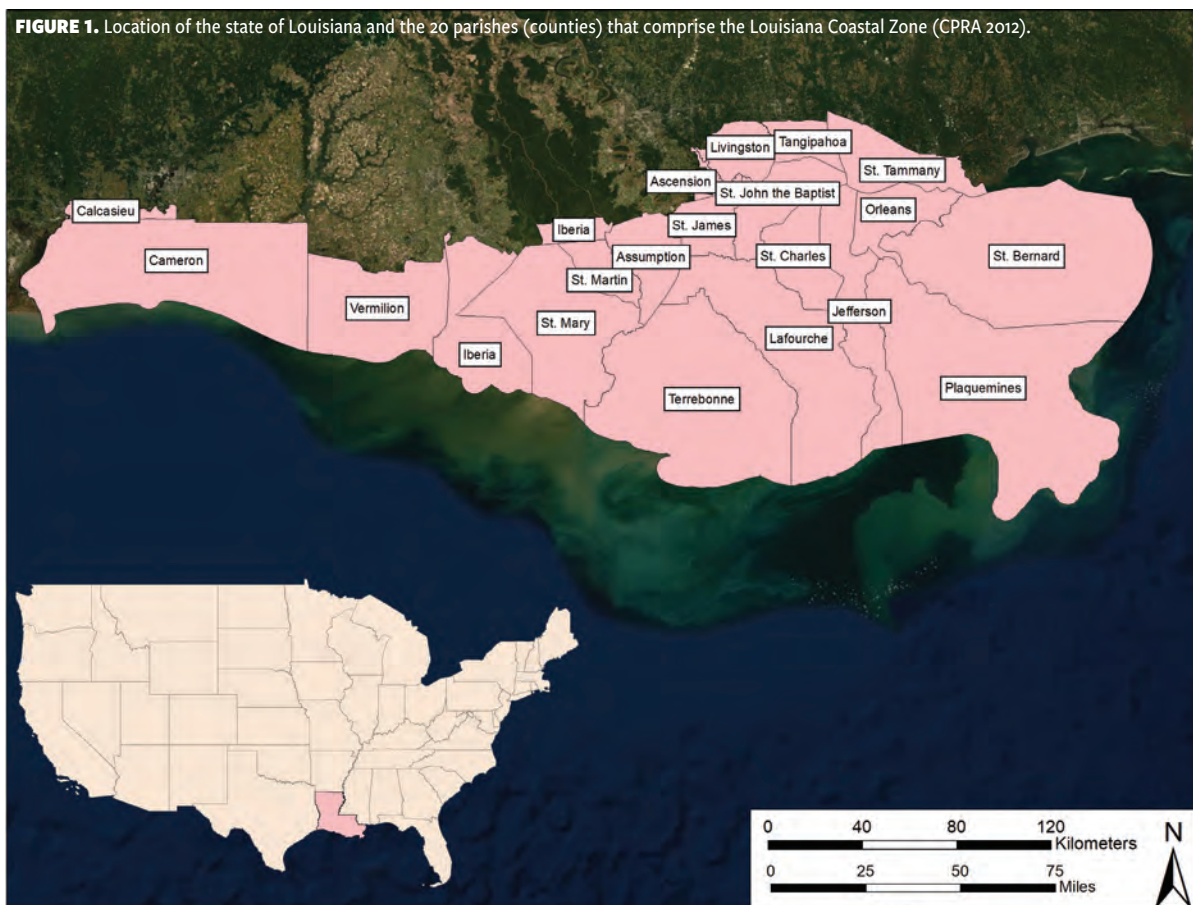 FIGURE 1. Location of the state of Louisiana and the 20 parishes (counties) that comprise the Louisiana Coastal Zone (CPRA 2012).
Livingston
Tangipahoa
St. Tammany
Ascension
St. John the Baptist
Calcasieu
Orleans
Iberia
St. James
Cameron
Assumption
St. Charles
St. Bernard
St. Martin
Vermilion
Jefferson
St. Mary
Lafourche
Iberia
Plaquemines
Terrebonne
0 40 80 120
Kilometers
0 25 50 75
Miles
N